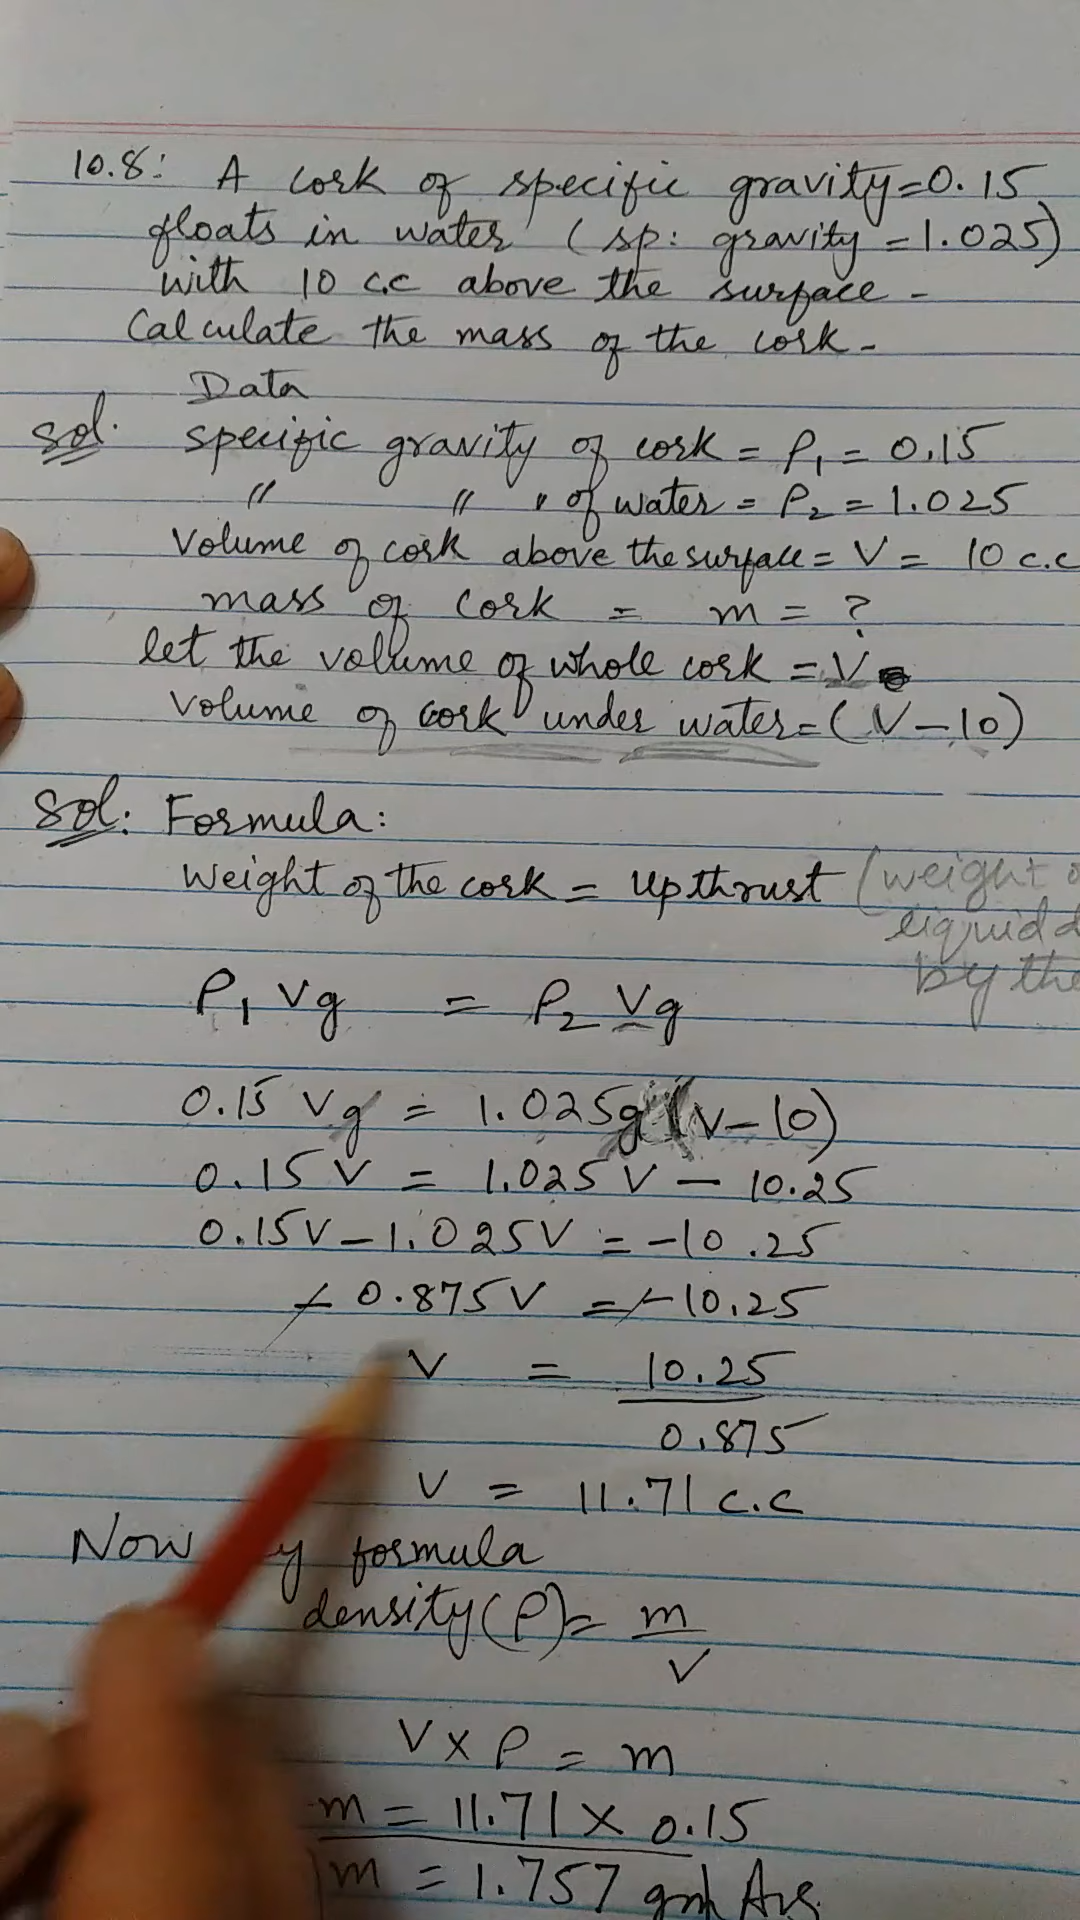 10.8: A cork of specific gravity=0.15
floats in water (sp: gravity =1.025)
with 10 c.c above the surface -
Calculate the mass of the cork -
Data
Sol. specific gravity of cork = ρ₁ = 0.15
〃 〃 〃 of water = ρ₂ = 1.025
Volume of cork above the surface = V = 10 c.c
mass of cork = m = ?
let the volume of whole cork = V
Volume of cork under water = (V-10)
Sol: Formula:
Weight of the cork = Upthrust (weight
liquid
by the
ρ₁ Vg = ρ₂ Vg
0.15 Vg = 1.025g (V-10)
0.15 V = 1.025 V - 10.25
0.15V - 1.025V = -10.25
- 0.875V = -10.25
V = 10.25
0.875
V = 11.71 c.c
Now formula
density(ρ) = m
V
V x ρ = m
m = 11.71 x 0.15
m = 1.757 gm Ans